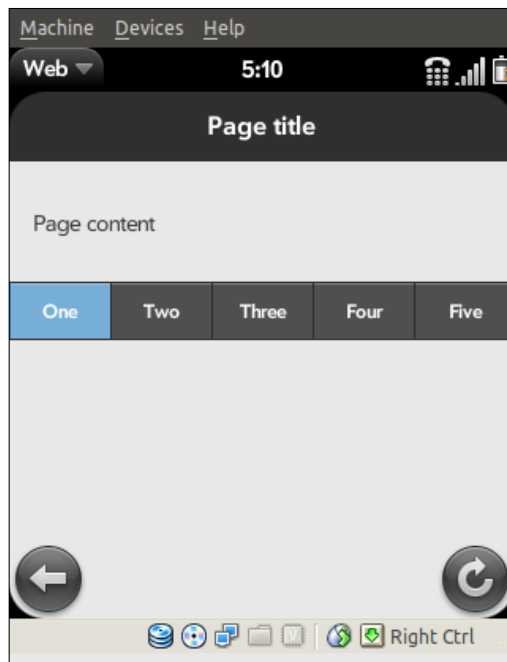 Machine Devices Help
Web 5:10
Page title
Page content
One Two Three Four Five
Right Ctrl